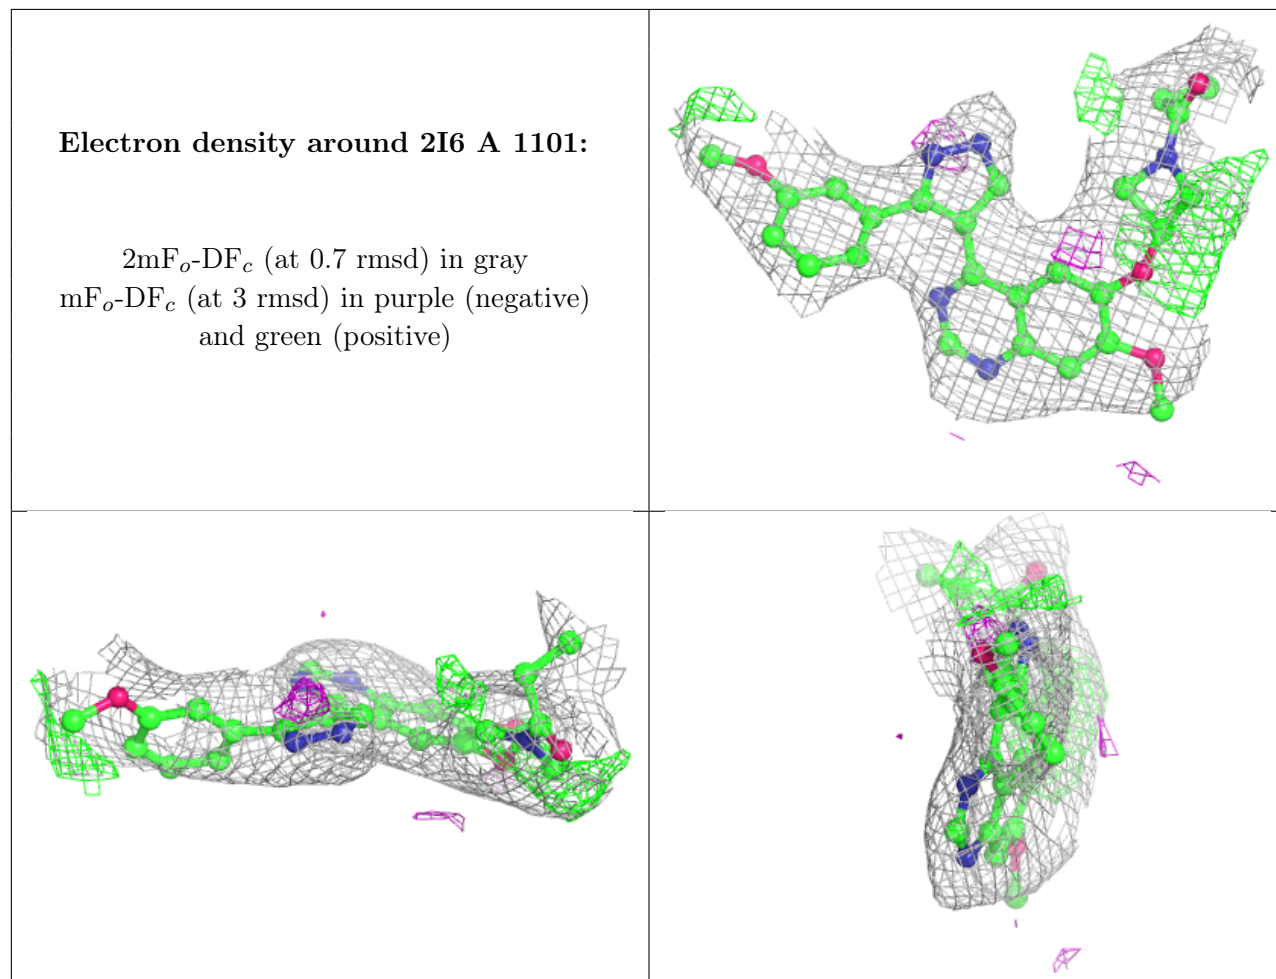 Electron density around 2I6 A 1101:
2mFₒ-DF𝒸 (at 0.7 rmsd) in gray
mFₒ-DF𝒸 (at 3 rmsd) in purple (negative)
and green (positive)